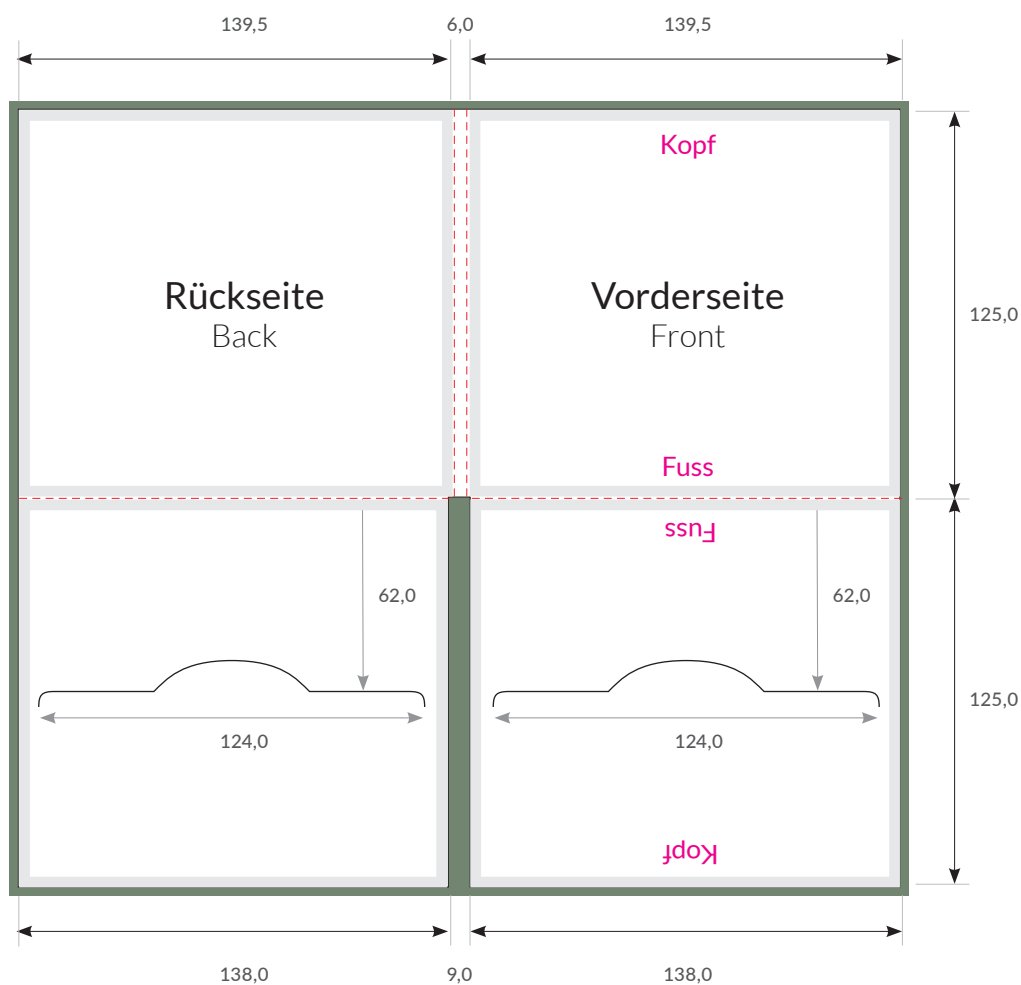 139,5 6,0 139,5
Kopf
Rückseite Vorderseite
Back Front
125,0
Fuss
Fuss
62,0 62,0
125,0
124,0 124,0
Kopf
138,0 9,0 138,0